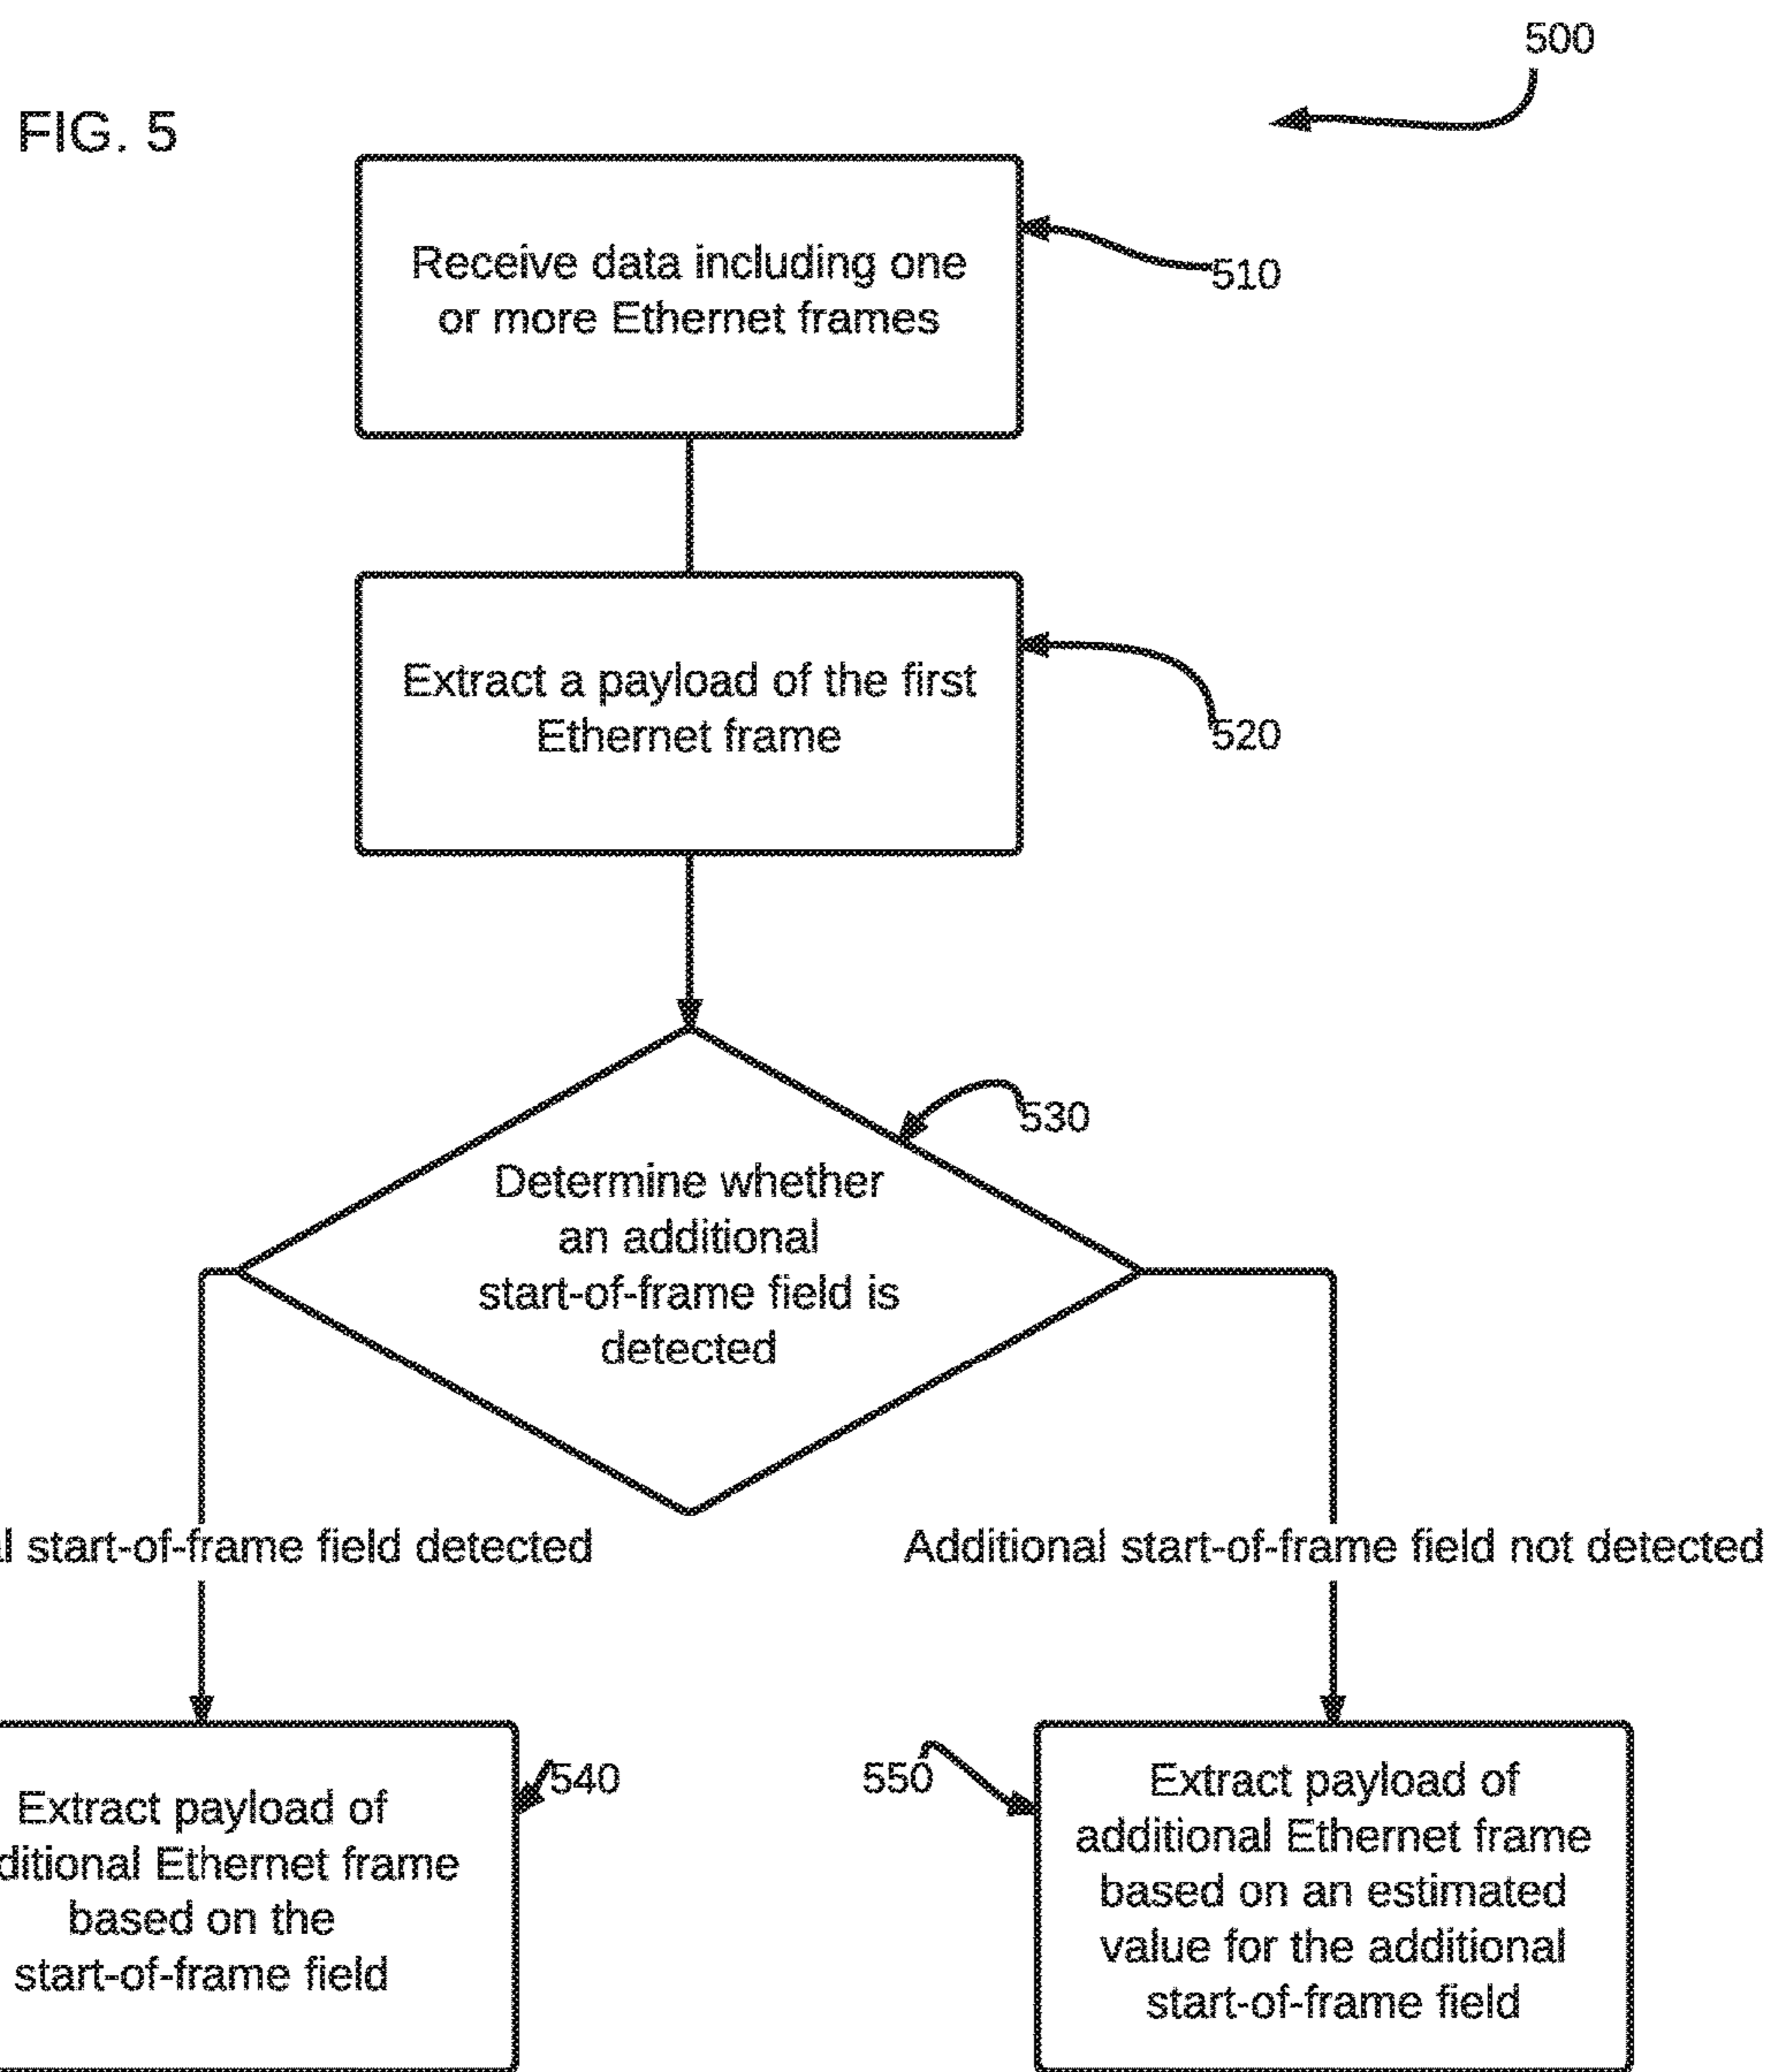 500
FIG. 5
Receive data including one
or more Ethernet frames
510
Extract a payload of the first
Ethernet frame
520
530
Determine whether
an additional
start-of-frame field is
detected
start-of-frame field detected
Additional start-of-frame field not detected
540
Extract payload of
Ethernet frame
based on the
start-of-frame field
550
Extract payload of
additional Ethernet frame
based on an estimated
value for the additional
start-of-frame field